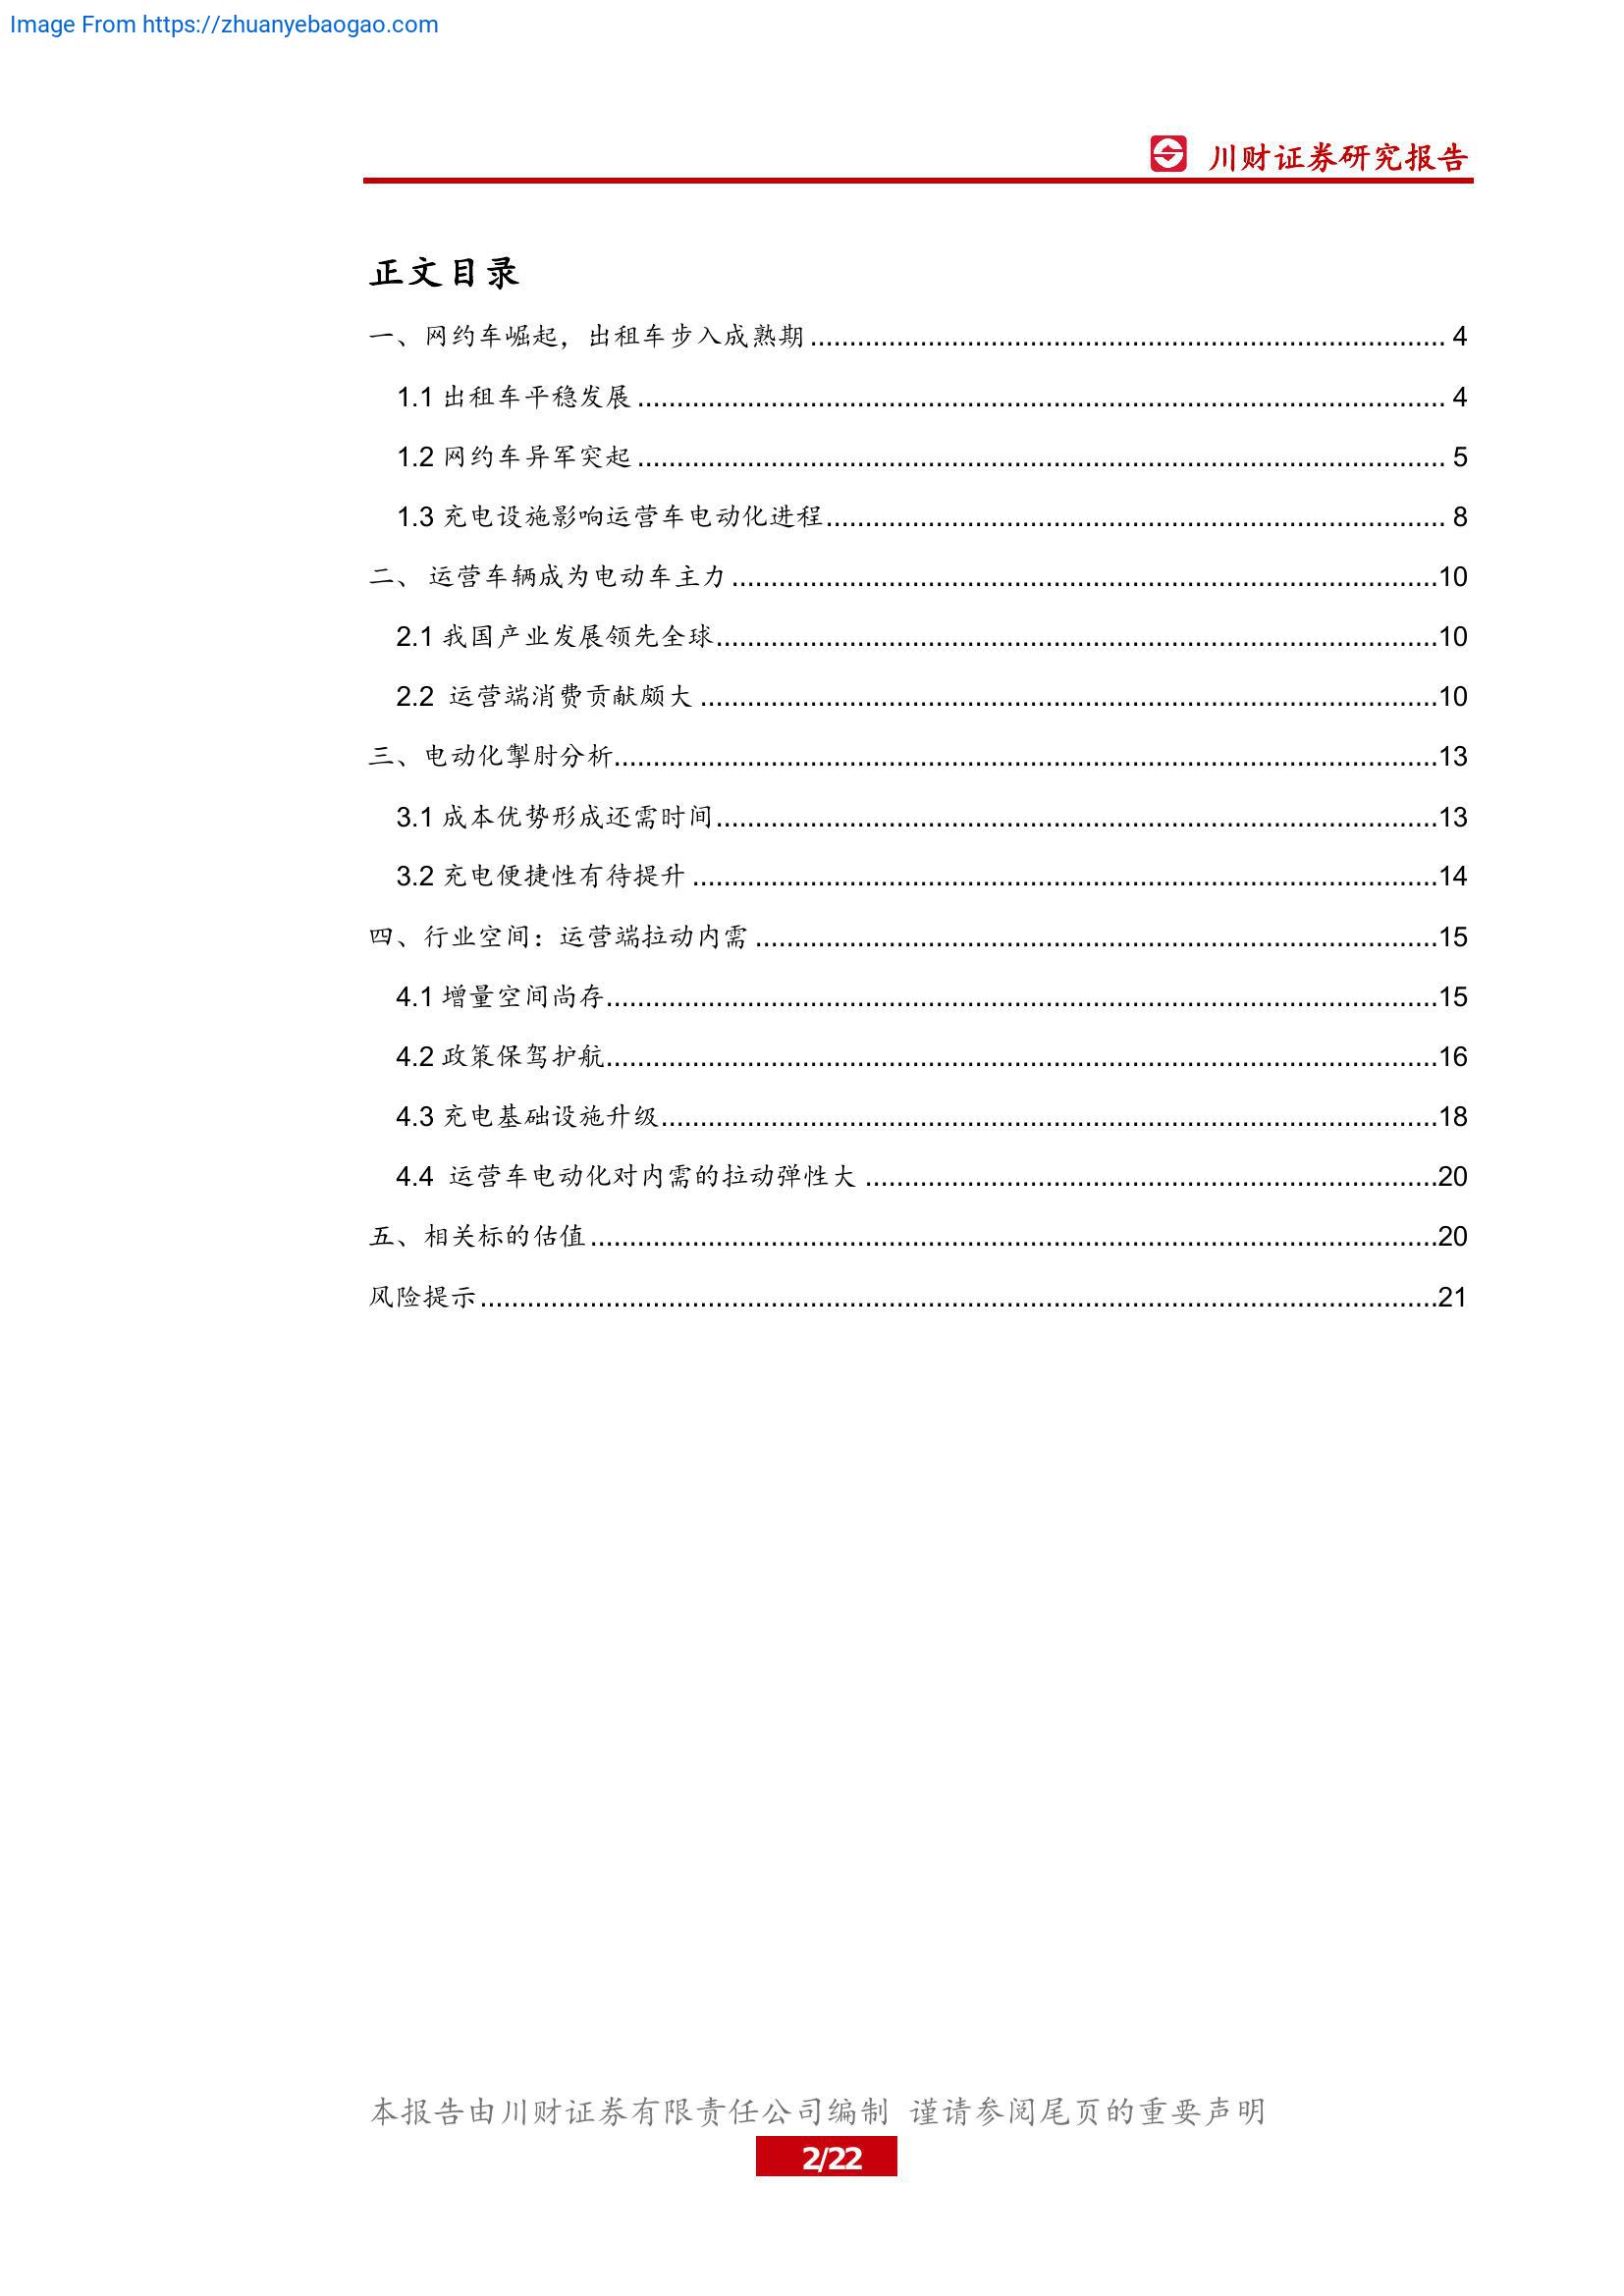 Image From https://zhuanyebaogao.com
川财证券研究报告
正文目录
一、网约车崛起，出租车步入成熟期 ........................................ 4
1.1 出租车平稳发展 ........................................ 4
1.2 网约车异军突起 ........................................ 5
1.3 充电设施影响运营车电动化进程 ........................................ 8
二、 运营车辆成为电动车主力 ........................................ 10
2.1 我国产业发展领先全球 ........................................ 10
2.2 运营端消费贡献颇大 ........................................ 10
三、电动化掣肘分析 ........................................ 13
3.1 成本优势形成还需时间 ........................................ 13
3.2 充电便捷性有待提升 ........................................ 14
四、行业空间：运营端拉动内需 ........................................ 15
4.1 增量空间尚存 ........................................ 15
4.2 政策保驾护航 ........................................ 16
4.3 充电基础设施升级 ........................................ 18
4.4 运营车电动化对内需的拉动弹性大 ........................................ 20
五、相关标的估值 ........................................ 20
风险提示 ........................................ 21
本报告由川财证券有限责任公司编制 谨请参阅尾页的重要声明
2/22